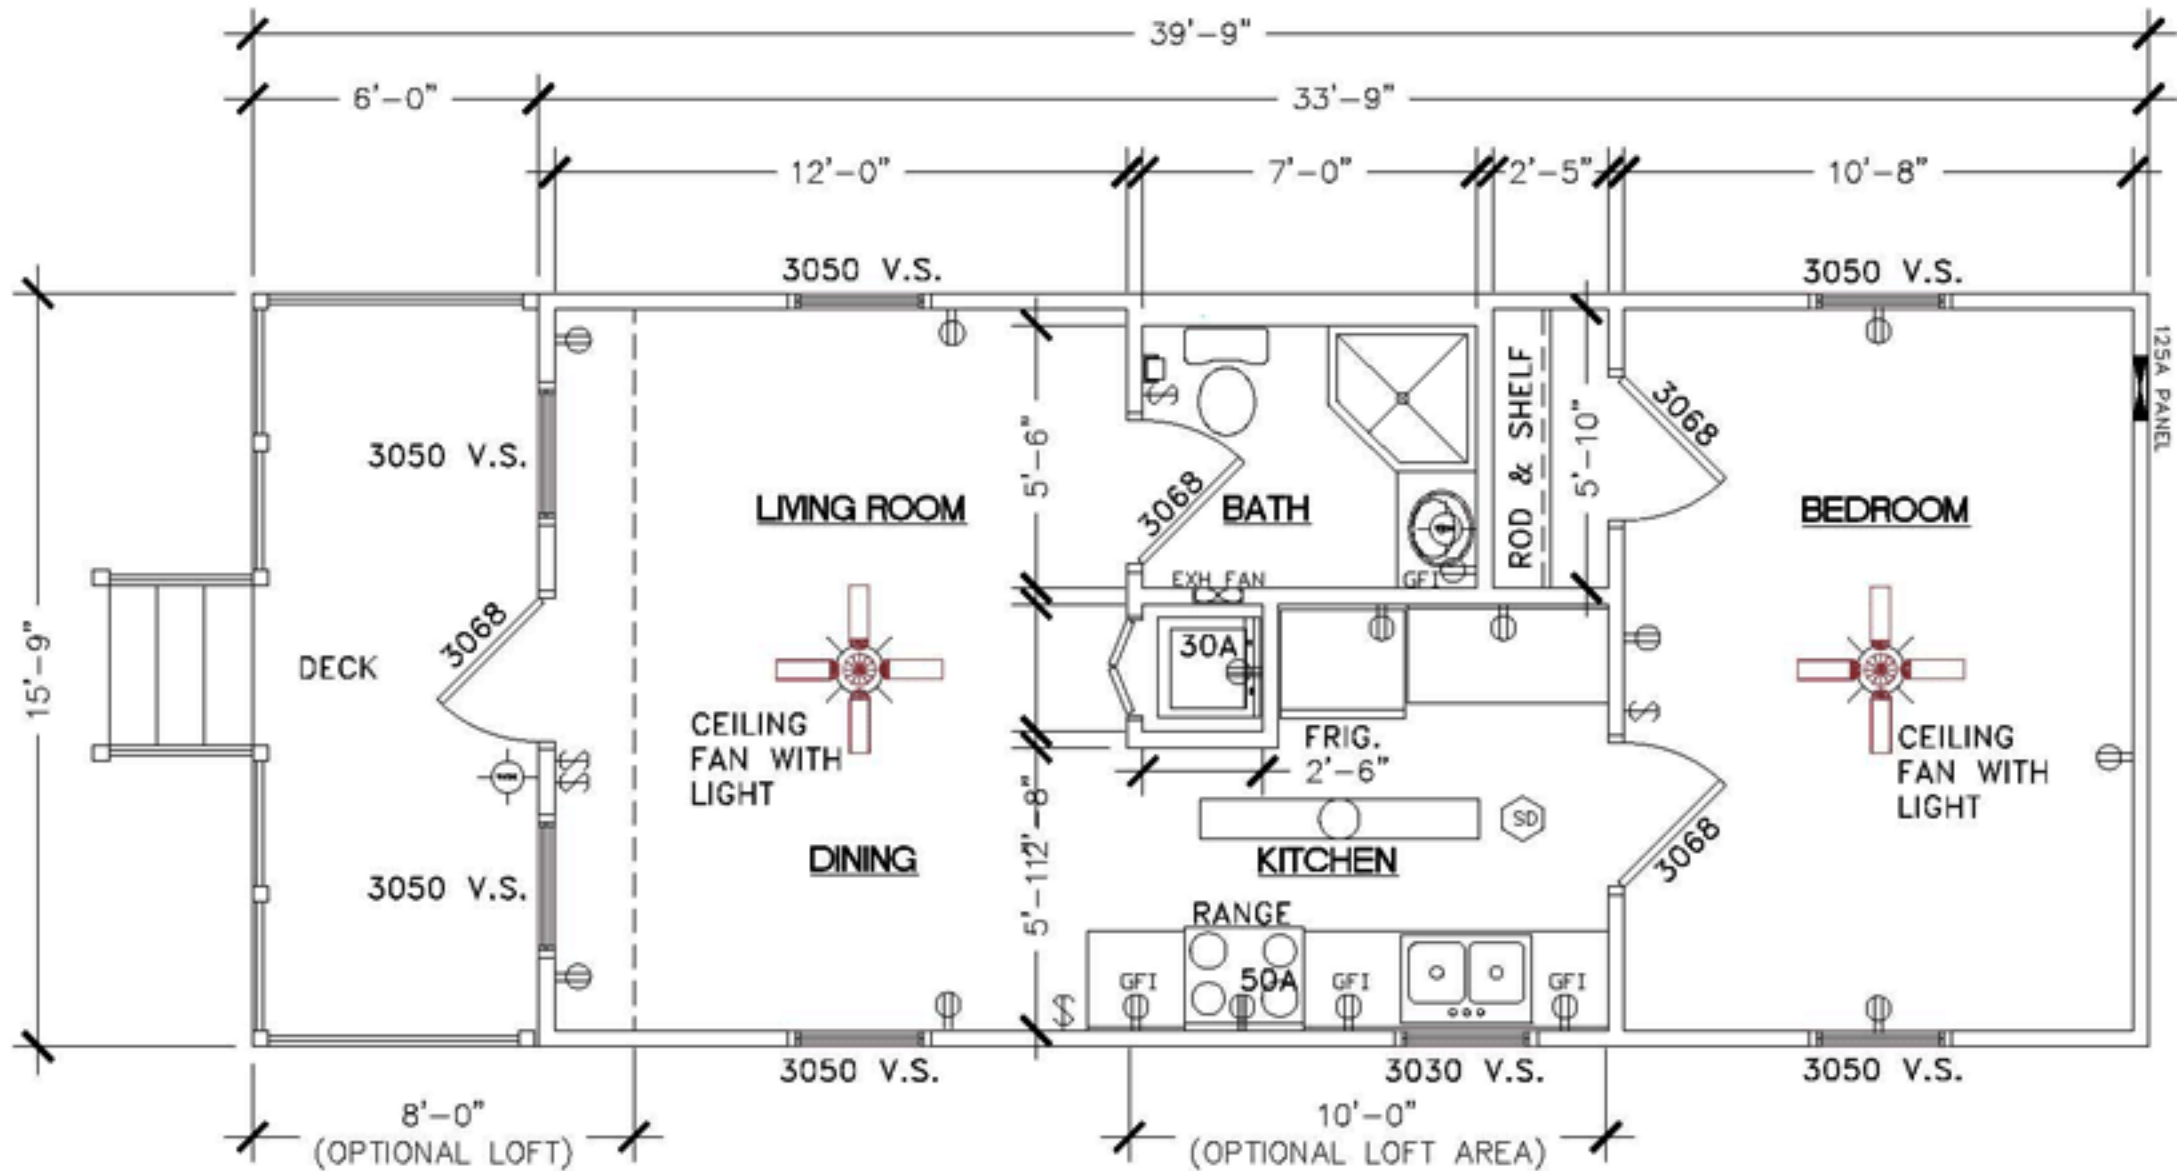 39'-9"
6'-0"
33'-9"
12'-0"
7'-0"
2'-5"
10'-8"
3050 V.S.
3050 V.S.
125A PANEL
3050 V.S.
5'-6"
3068
ROD & SHELF
5'-10"
3068
LIVING ROOM
BATH
BEDROOM
EXH FAN
GFI
15'-9"
DECK
3068
30A
CEILING
FAN WITH
LIGHT
FRIG.
2'-6"
CEILING
FAN WITH
LIGHT
SD
DINING
KITCHEN
3068
3050 V.S.
RANGE
GFI
50A
GFI
GFI
3050 V.S.
3030 V.S.
3050 V.S.
8'-0"
(OPTIONAL LOFT)
10'-0"
(OPTIONAL LOFT AREA)